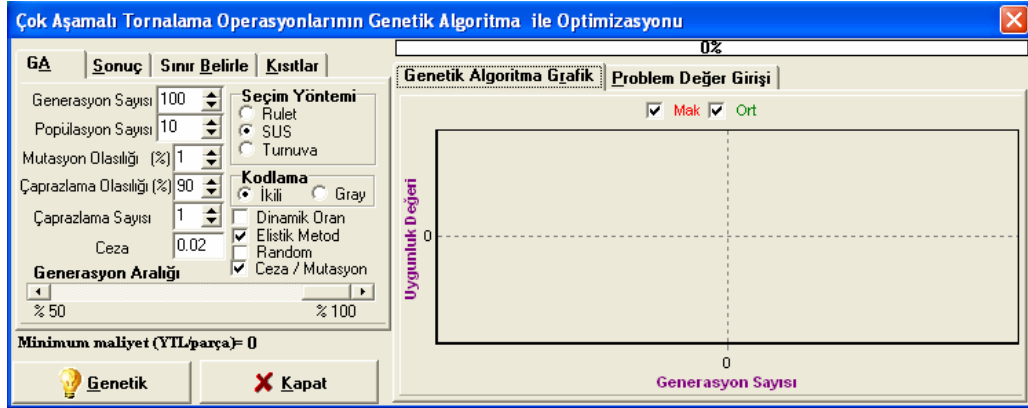 Çok Aşamalı Tornalama Operasyonlarının Genetik Algoritma ile Optimizasyonu
0%
GA Sonuç Sınır Belirle Kısıtlar
Generasyon Sayısı 100
Popülasyon Sayısı 10
Mutasyon Olasılığı (%) 1
Çaprazlama Olasılığı (%) 90
Çaprazlama Sayısı 1
Ceza 0.02
Seçim Yöntemi
Rulet
SUS
Turnuva
Kodlama
İkili Gray
Dinamik Oran
Elistik Metod
Random
Ceza / Mutasyon
Generasyon Aralığı
% 50 % 100
Minimum maliyet (YTL/parça)= 0
Genetik Kapat
Genetik Algoritma Grafik Problem Değer Girişi
Mak Ort
Uygunluk Değeri
0
0
Generasyon Sayısı